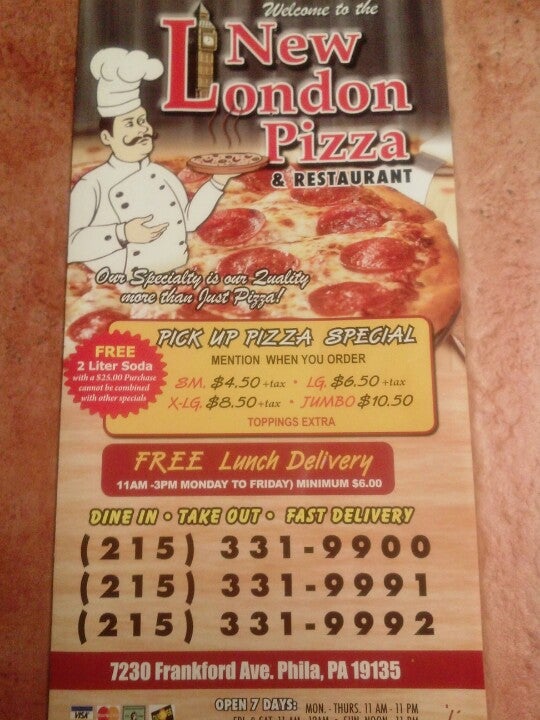 Welcome to the
New
London
Pizza
& RESTAURANT
Our Specialty is our Quality
more than Just Pizza!
PICK UP PIZZA SPECIAL
MENTION WHEN YOU ORDER
SM. $4.50 +tax • LG. $6.50 +tax
X-LG. $8.50 +tax • JUMBO $10.50
TOPPINGS EXTRA
FREE
2 Liter Soda
with a $25.00 Purchase
cannot be combined
with other specials
FREE Lunch Delivery
11AM -3PM MONDAY TO FRIDAY) MINIMUM $6.00
DINE IN • TAKE OUT • FAST DELIVERY
(215) 331-9900
(215) 331-9991
(215) 331-9992
7230 Frankford Ave. Phila, PA 19135
VISA
OPEN 7 DAYS: MON. - THURS. 11 AM - 11 PM